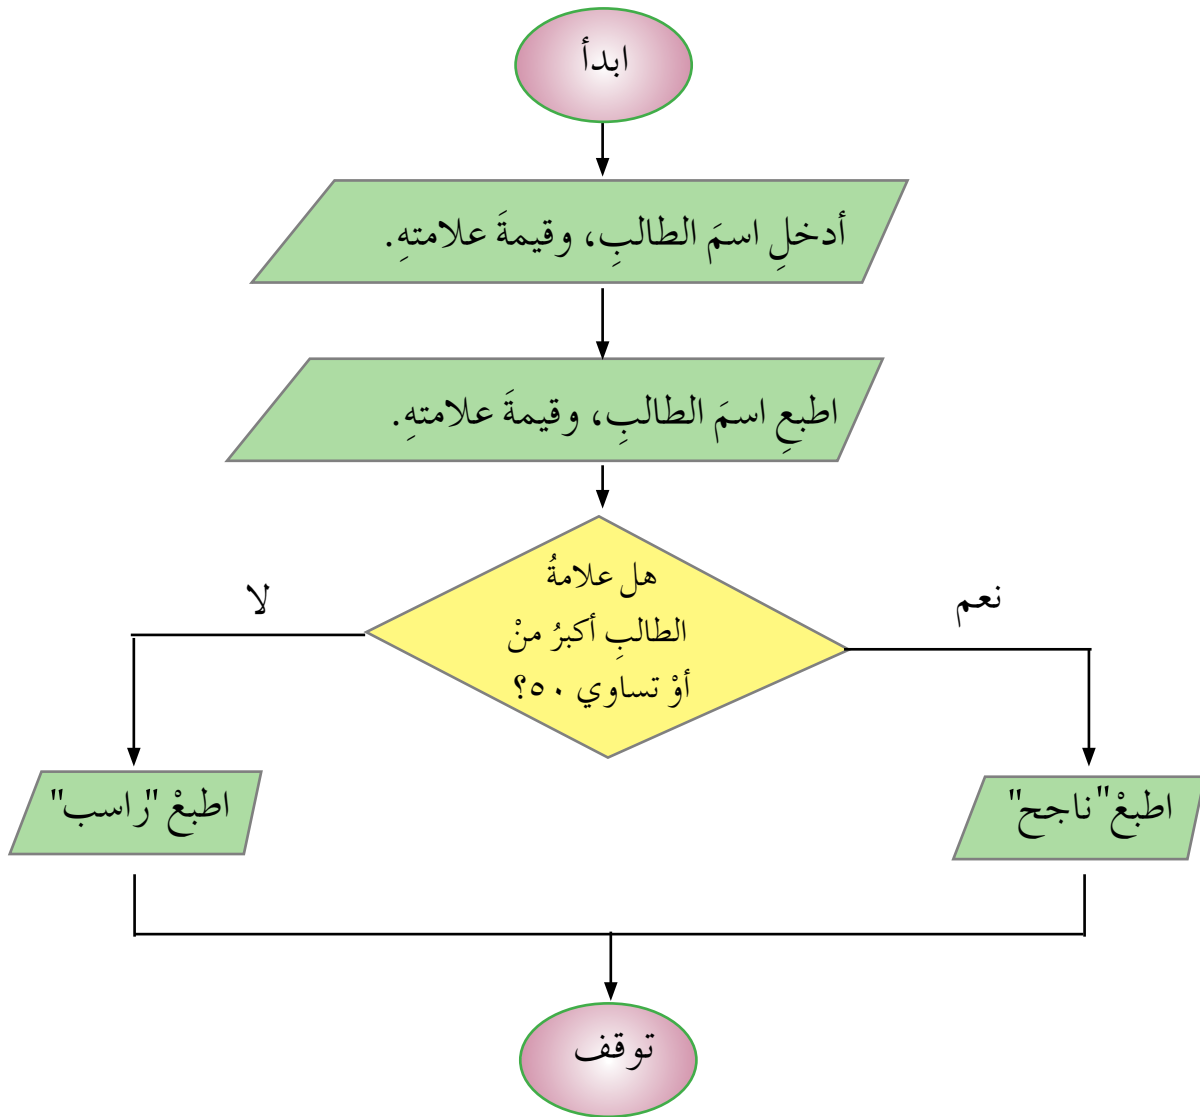 ابدأ
أدخلِ اسمَ الطالبِ، وقيمةَ علامتهِ.
اطبعِ اسمَ الطالبِ، وقيمةَ علامتهِ.
هل علامةُ
الطالبِ أكبرُ منْ
أوْ تساوي ٥٠؟
نعم
لا
اطبعْ "ناجح"
اطبعْ "راسب"
توقف